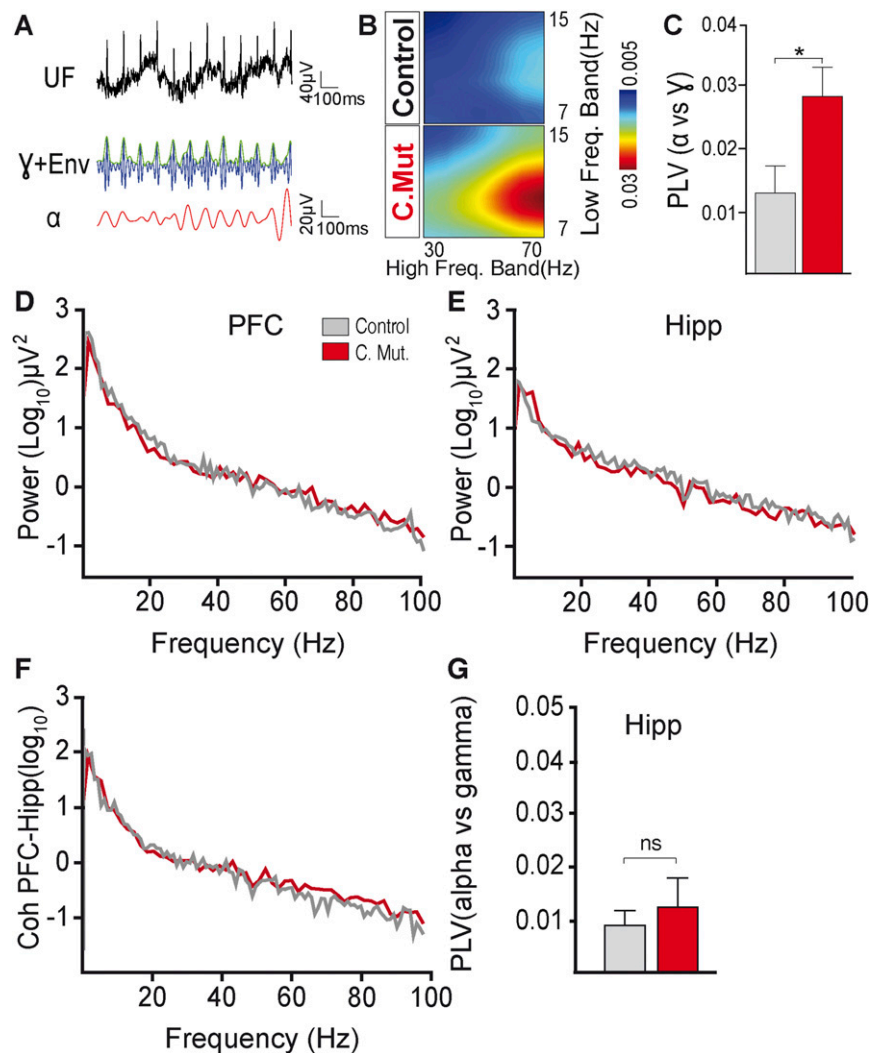 A
UF
40µV
100ms
Ɣ+Env
α
20µV
100ms
B
Control
C.Mut
15
7
15
7
Low Freq. Band(Hz)
30
70
High Freq. Band(Hz)
0.005
0.03
C
PLV (α vs Ɣ)
0.04
0.03
0.02
0.01
*
D
PFC
Control
C. Mut.
Power (Log10)µV2
3
2
1
0
-1
20 40 60 80 100
Frequency (Hz)
E
Hipp
Power (Log10)µV2
3
2
1
0
-1
20 40 60 80 100
Frequency (Hz)
F
Coh PFC-Hipp(log10)
3
2
1
0
-1
20 40 60 80 100
Frequency (Hz)
G
Hipp
PLV(alpha vs gamma)
0.05
0.04
0.03
0.02
0.01
ns